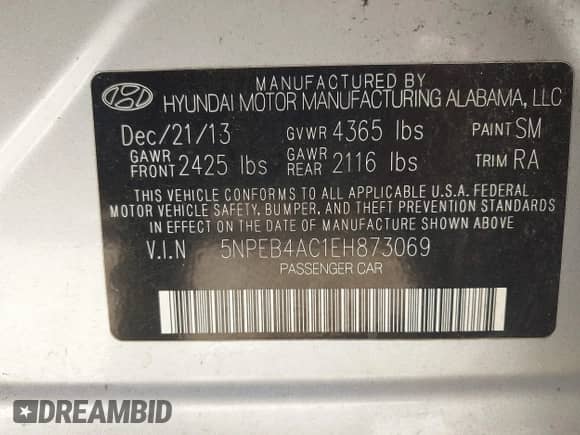 MANUFACTURED BY
HYUNDAI MOTOR MANUFACTURING ALABAMA, LLC
Dec/21/13 GVWR 4365 lbs PAINT SM
GAWR FRONT 2425 lbs GAWR REAR 2116 lbs TRIM RA
THIS VEHICLE CONFORMS TO ALL APPLICABLE U.S.A. FEDERAL
MOTOR VEHICLE SAFETY, BUMPER, AND THEFT PREVENTION STANDARDS
IN EFFECT ON THE DATE OF MANUFACTURE SHOWN ABOVE.
V.I.N 5NPEB4AC1EH873069
PASSENGER CAR
DREAMBID